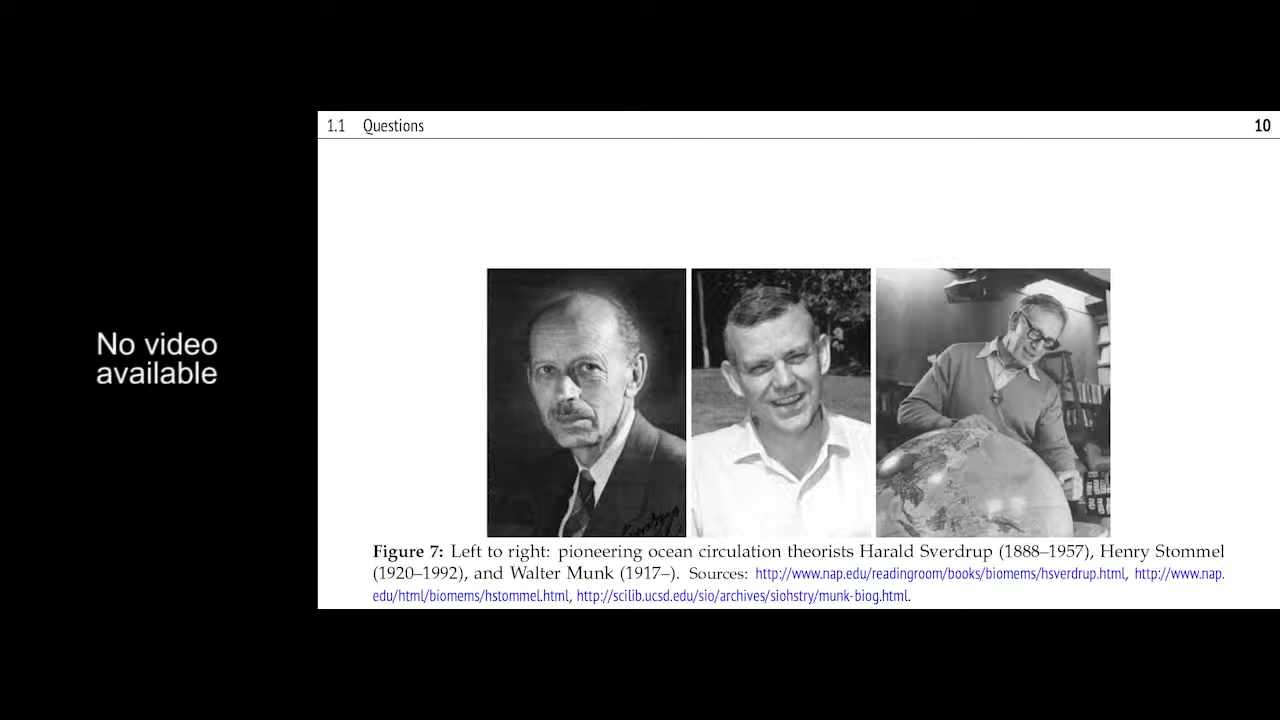 1.1 Questions 10
No video
available
Figure 7: Left to right: pioneering ocean circulation theorists Harald Sverdrup (1888–1957), Henry Stommel
(1920–1992), and Walter Munk (1917–). Sources: http://www.nap.edu/readingroom/books/biomems/hsverdrup.html, http://www.nap.
edu/html/biomems/hstommel.html, http://scilib.ucsd.edu/sio/archives/siohstry/munk-biog.html.